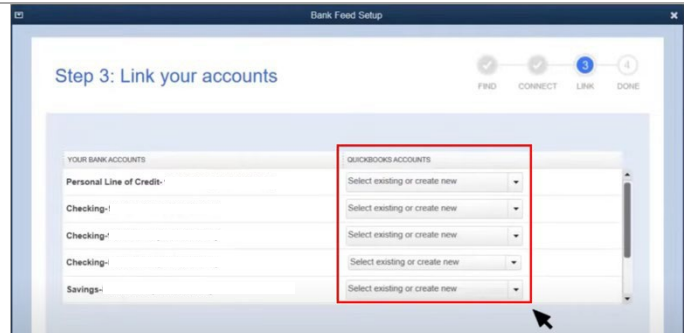 Bank Feed Setup
Step 3: Link your accounts
3
4
FIND CONNECT LINK DONE
YOUR BANK ACCOUNTS QUICKBOOKS ACCOUNTS
Personal Line of Credit- Select existing or create new
Checking- Select existing or create new
Checking- Select existing or create new
Checking- Select existing or create new
Savings- Select existing or create new